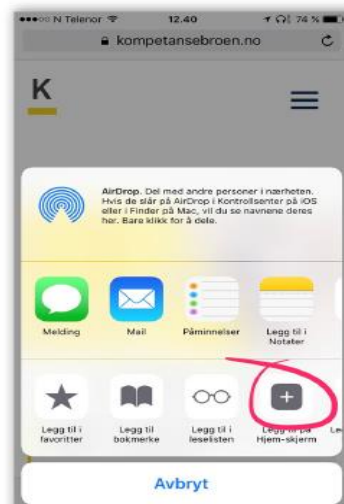 N Telenor 12.40 74 %
kompetansebroen.no
K
AirDrop. Del med andre personer i nærheten.
Hvis de slår på AirDrop i Kontrollsenter på iOS
eller i Finder på Mac, vil du se navnene deres
her. Bare klikk for å dele.
Melding Mail Påminnelser Legg til i
Notater
Legg til i
favoritter
Legg til
bokmerke
Legg til i
leselisten
Legg til på
Hjem-skjerm
Avbryt